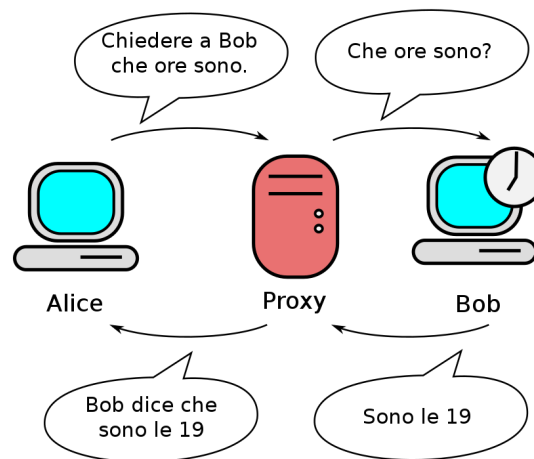 Chiedere a Bob
che ore sono.
Che ore sono?
Alice
Proxy
Bob
Bob dice che
sono le 19
Sono le 19